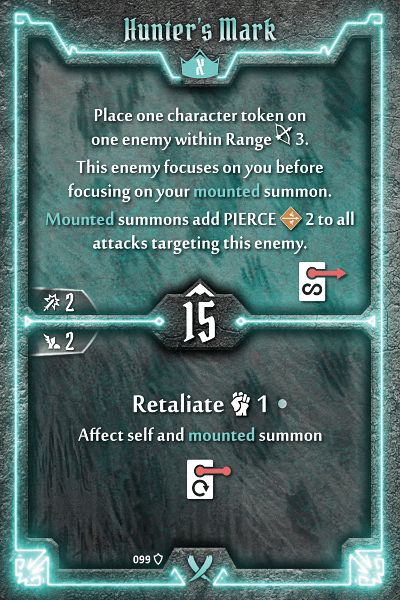 Hunter's Mark
X
Place one character token on
one enemy within Range 3.
This enemy focuses on you before
focusing on your mounted summon.
Mounted summons add PIERCE 2 to all
attacks targeting this enemy.
2
15
2
Retaliate 1
Affect self and mounted summon
099